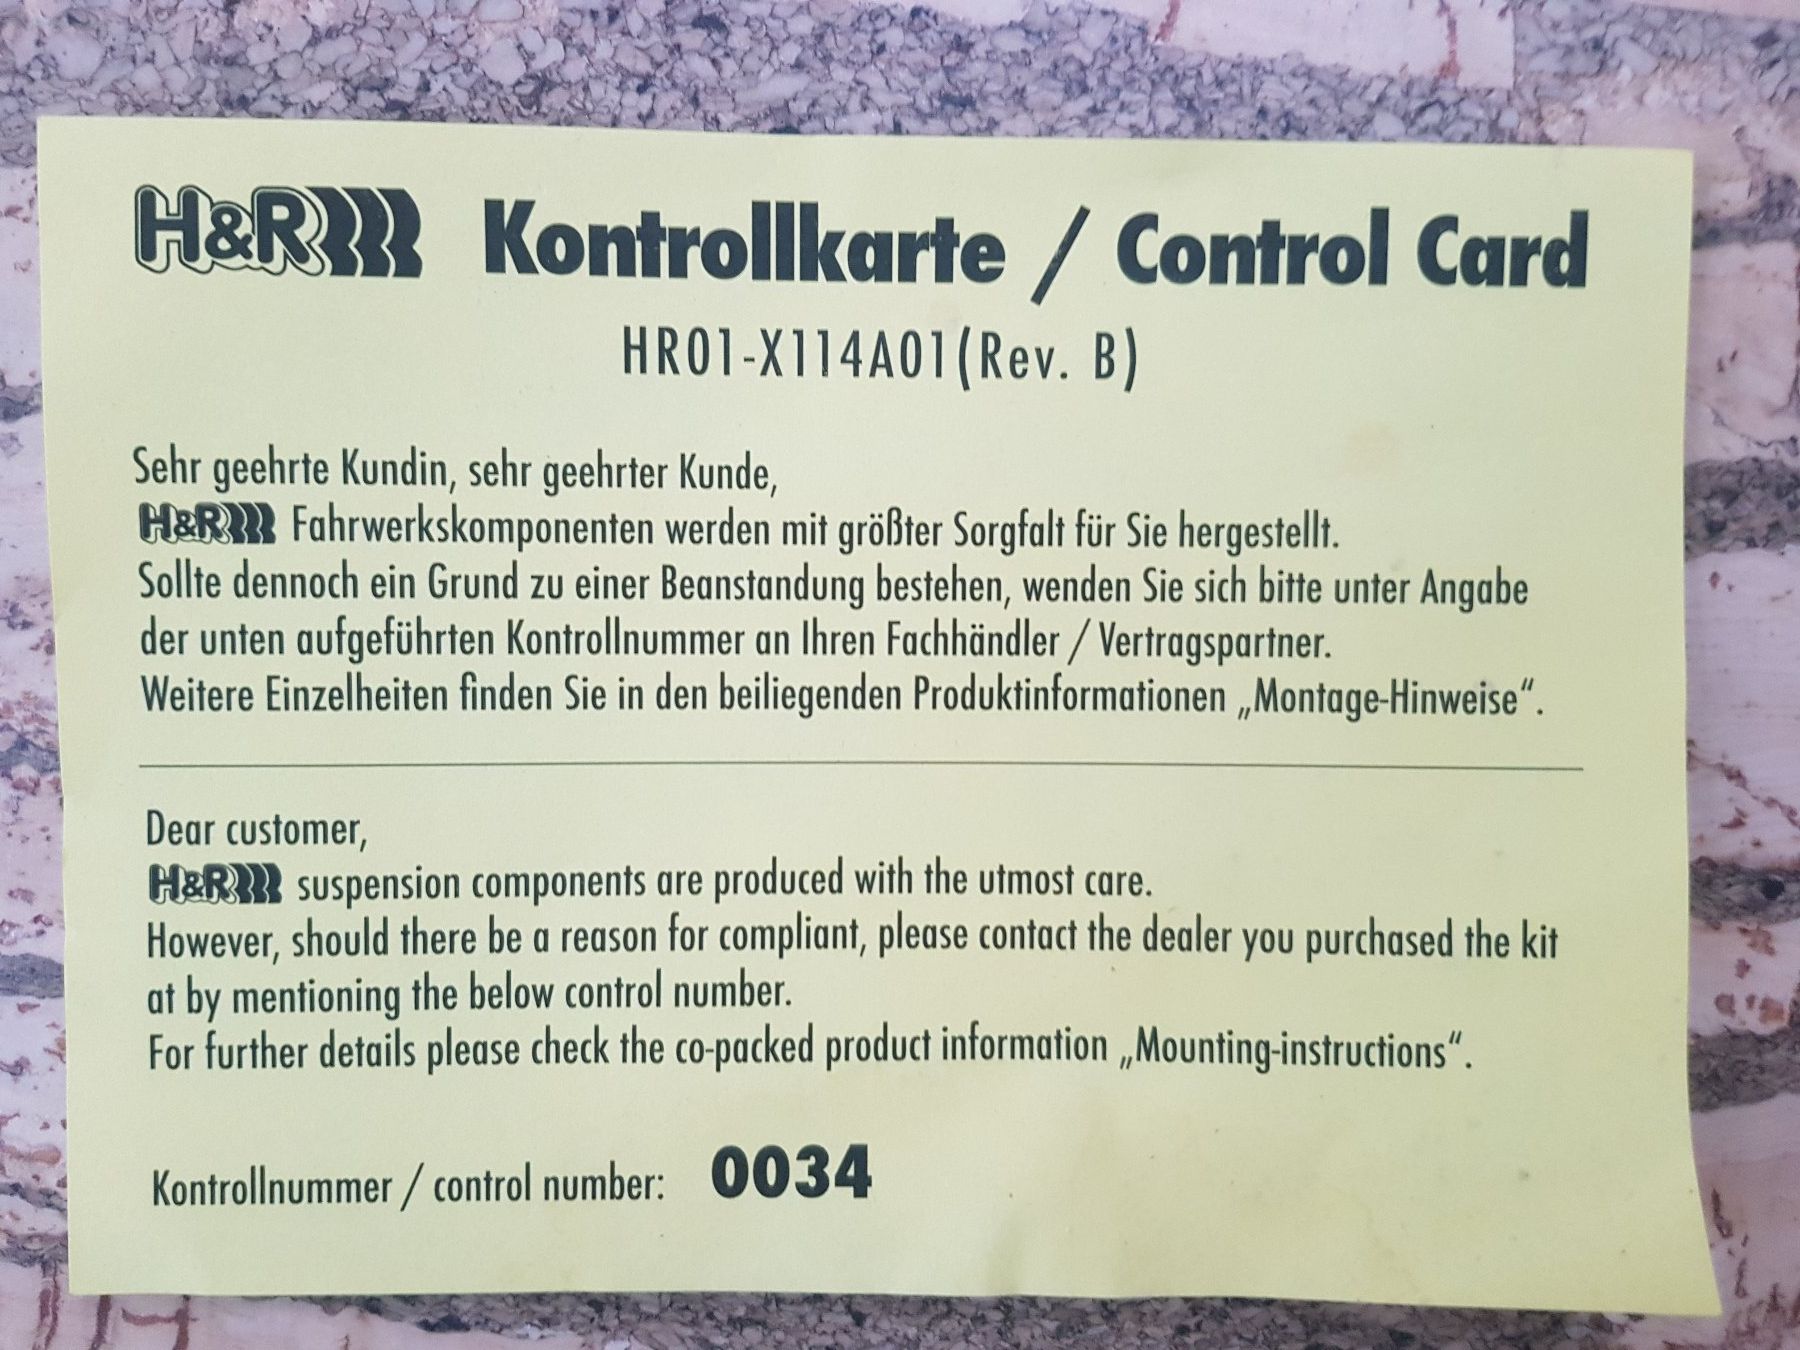 H&R Kontrollkarte / Control Card
HR01-X114A01(Rev. B)
Sehr geehrte Kundin, sehr geehrter Kunde,
H&R Fahrwerkskomponenten werden mit größter Sorgfalt für Sie hergestellt.
Sollte dennoch ein Grund zu einer Beanstandung bestehen, wenden Sie sich bitte unter Angabe
der unten aufgeführten Kontrollnummer an Ihren Fachhändler / Vertragspartner.
Weitere Einzelheiten finden Sie in den beiliegenden Produktinformationen „Montage-Hinweise“.
Dear customer,
H&R suspension components are produced with the utmost care.
However, should there be a reason for compliant, please contact the dealer you purchased the kit
at by mentioning the below control number.
For further details please check the co-packed product information „Mounting-instructions“.
Kontrollnummer / control number: 0034